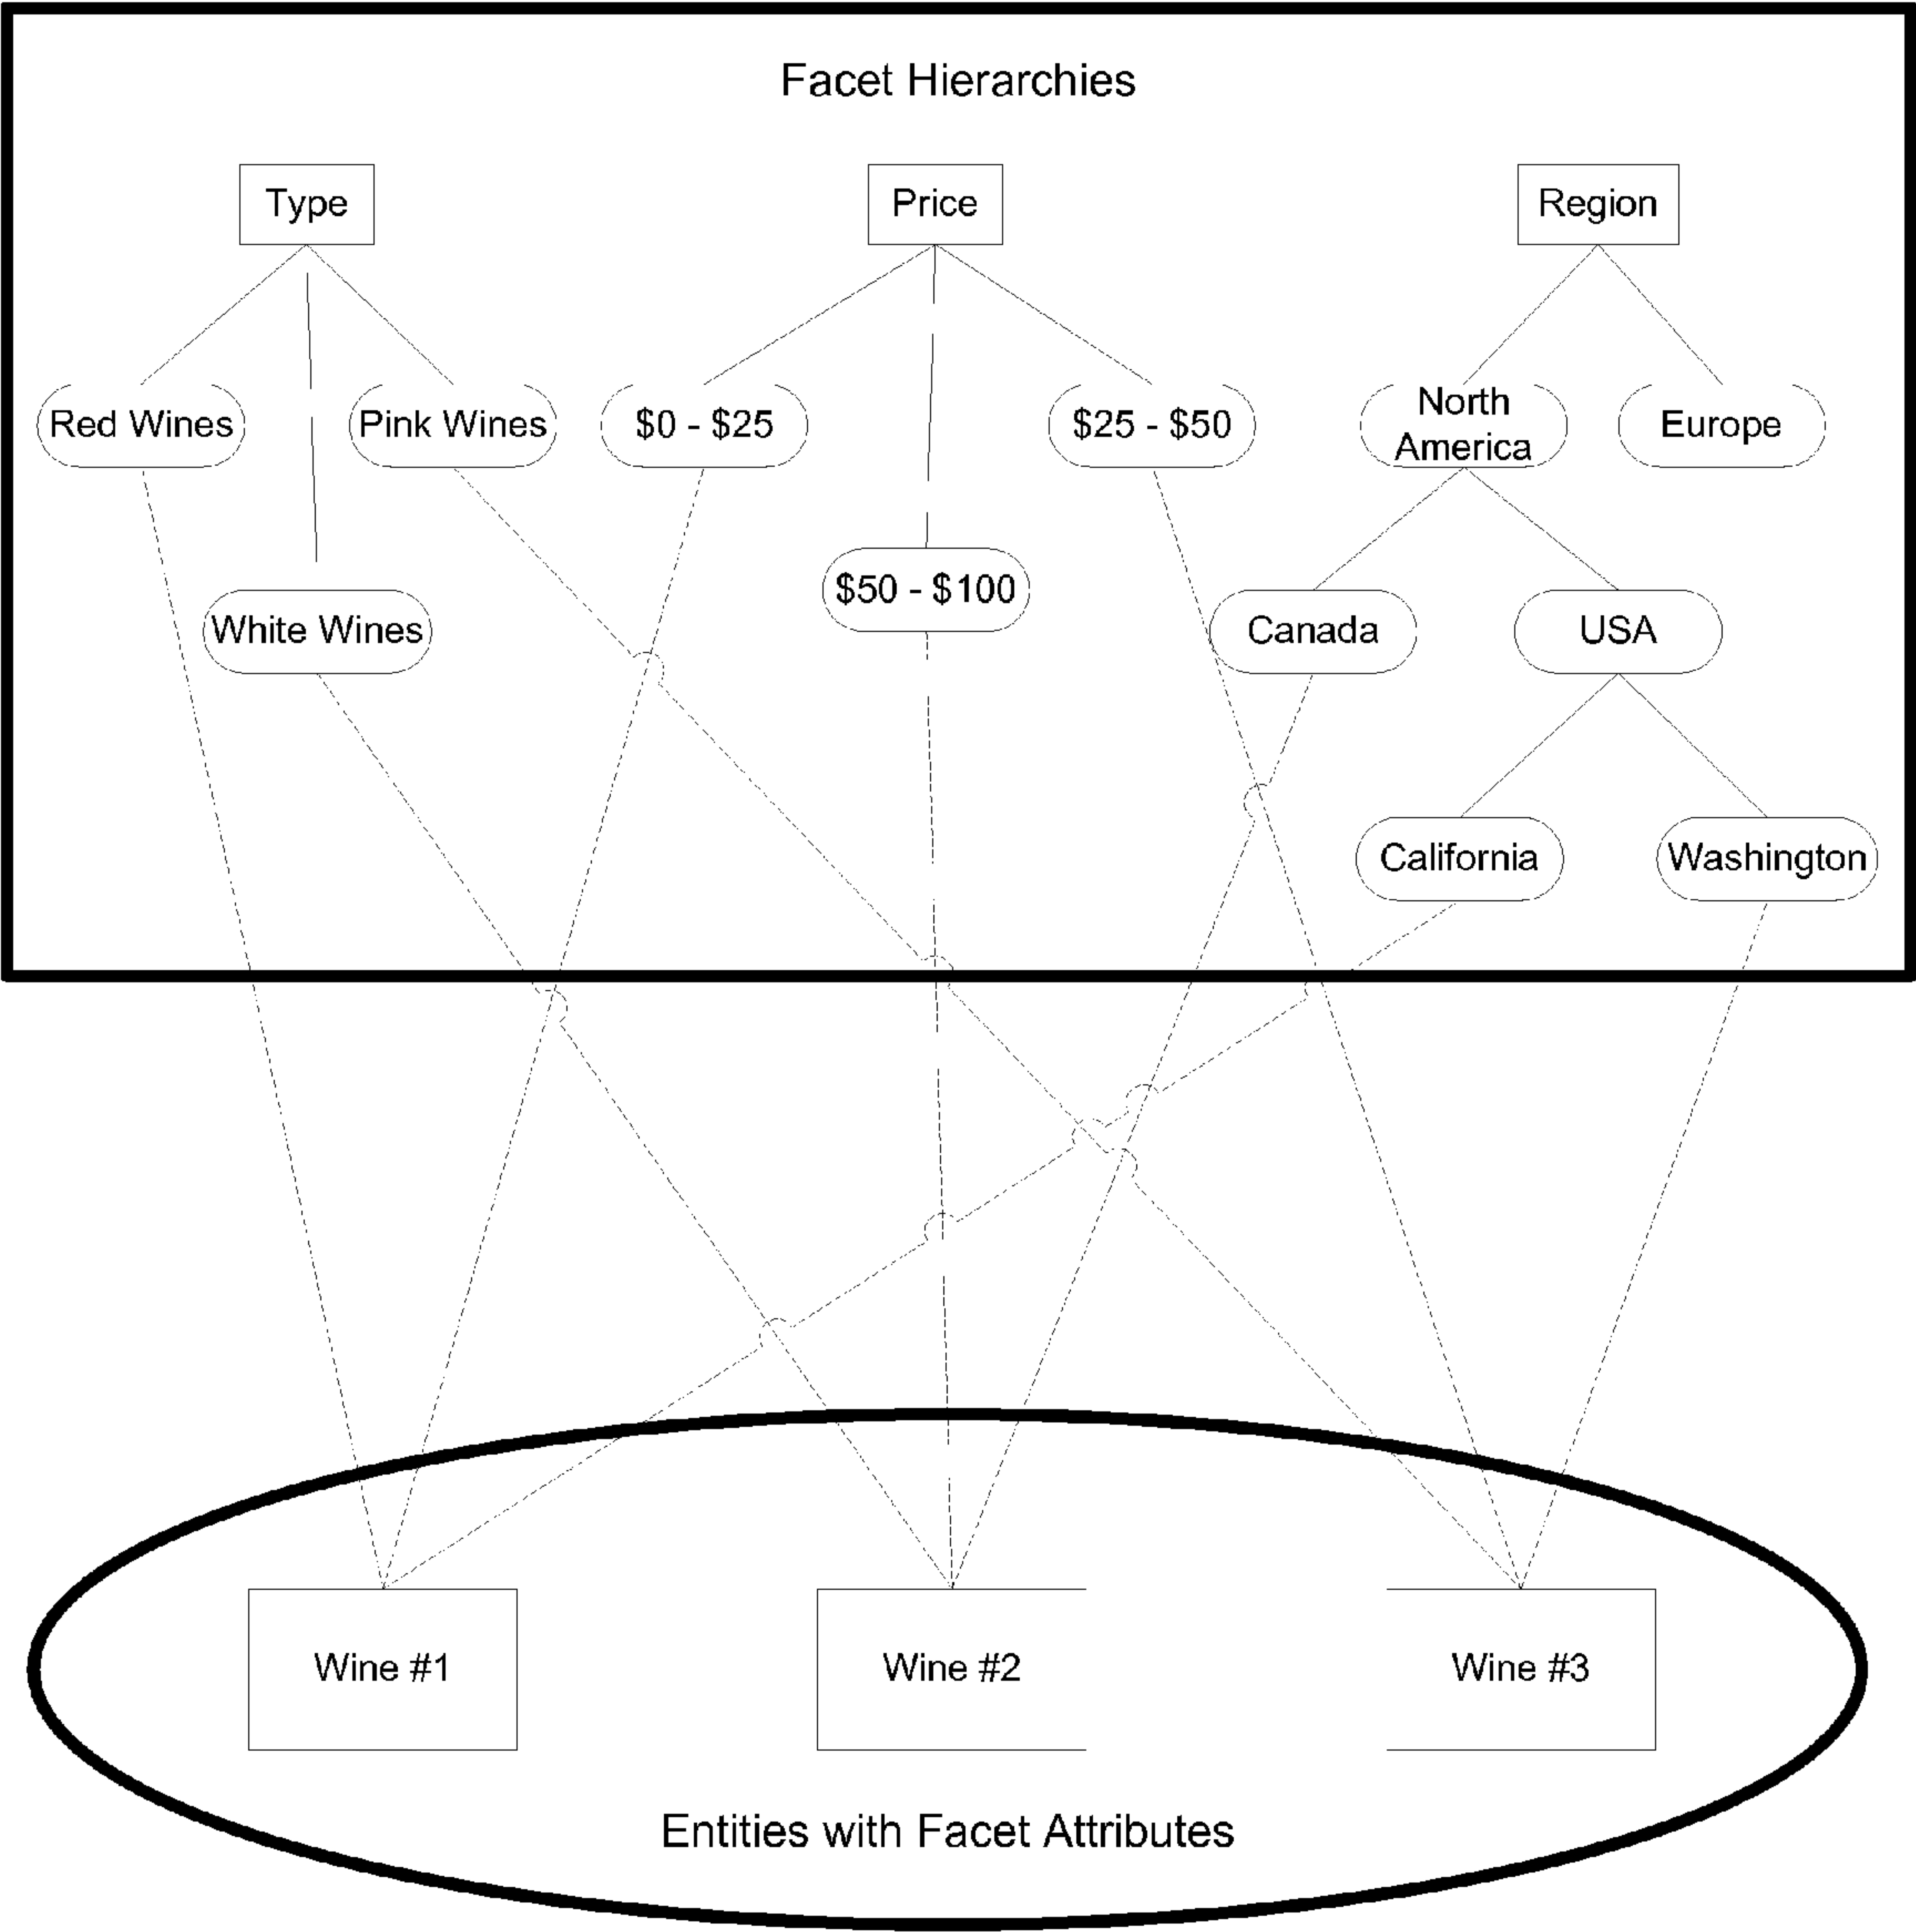 Facet Hierarchies
Type
Price
Region
Red Wines
Pink Wines
$0 - $25
$25 - $50
North
America
Europe
$50 - $100
White Wines
Canada
USA
California
Washington
Wine #1
Wine #2
Wine #3
Entities with Facet Attributes